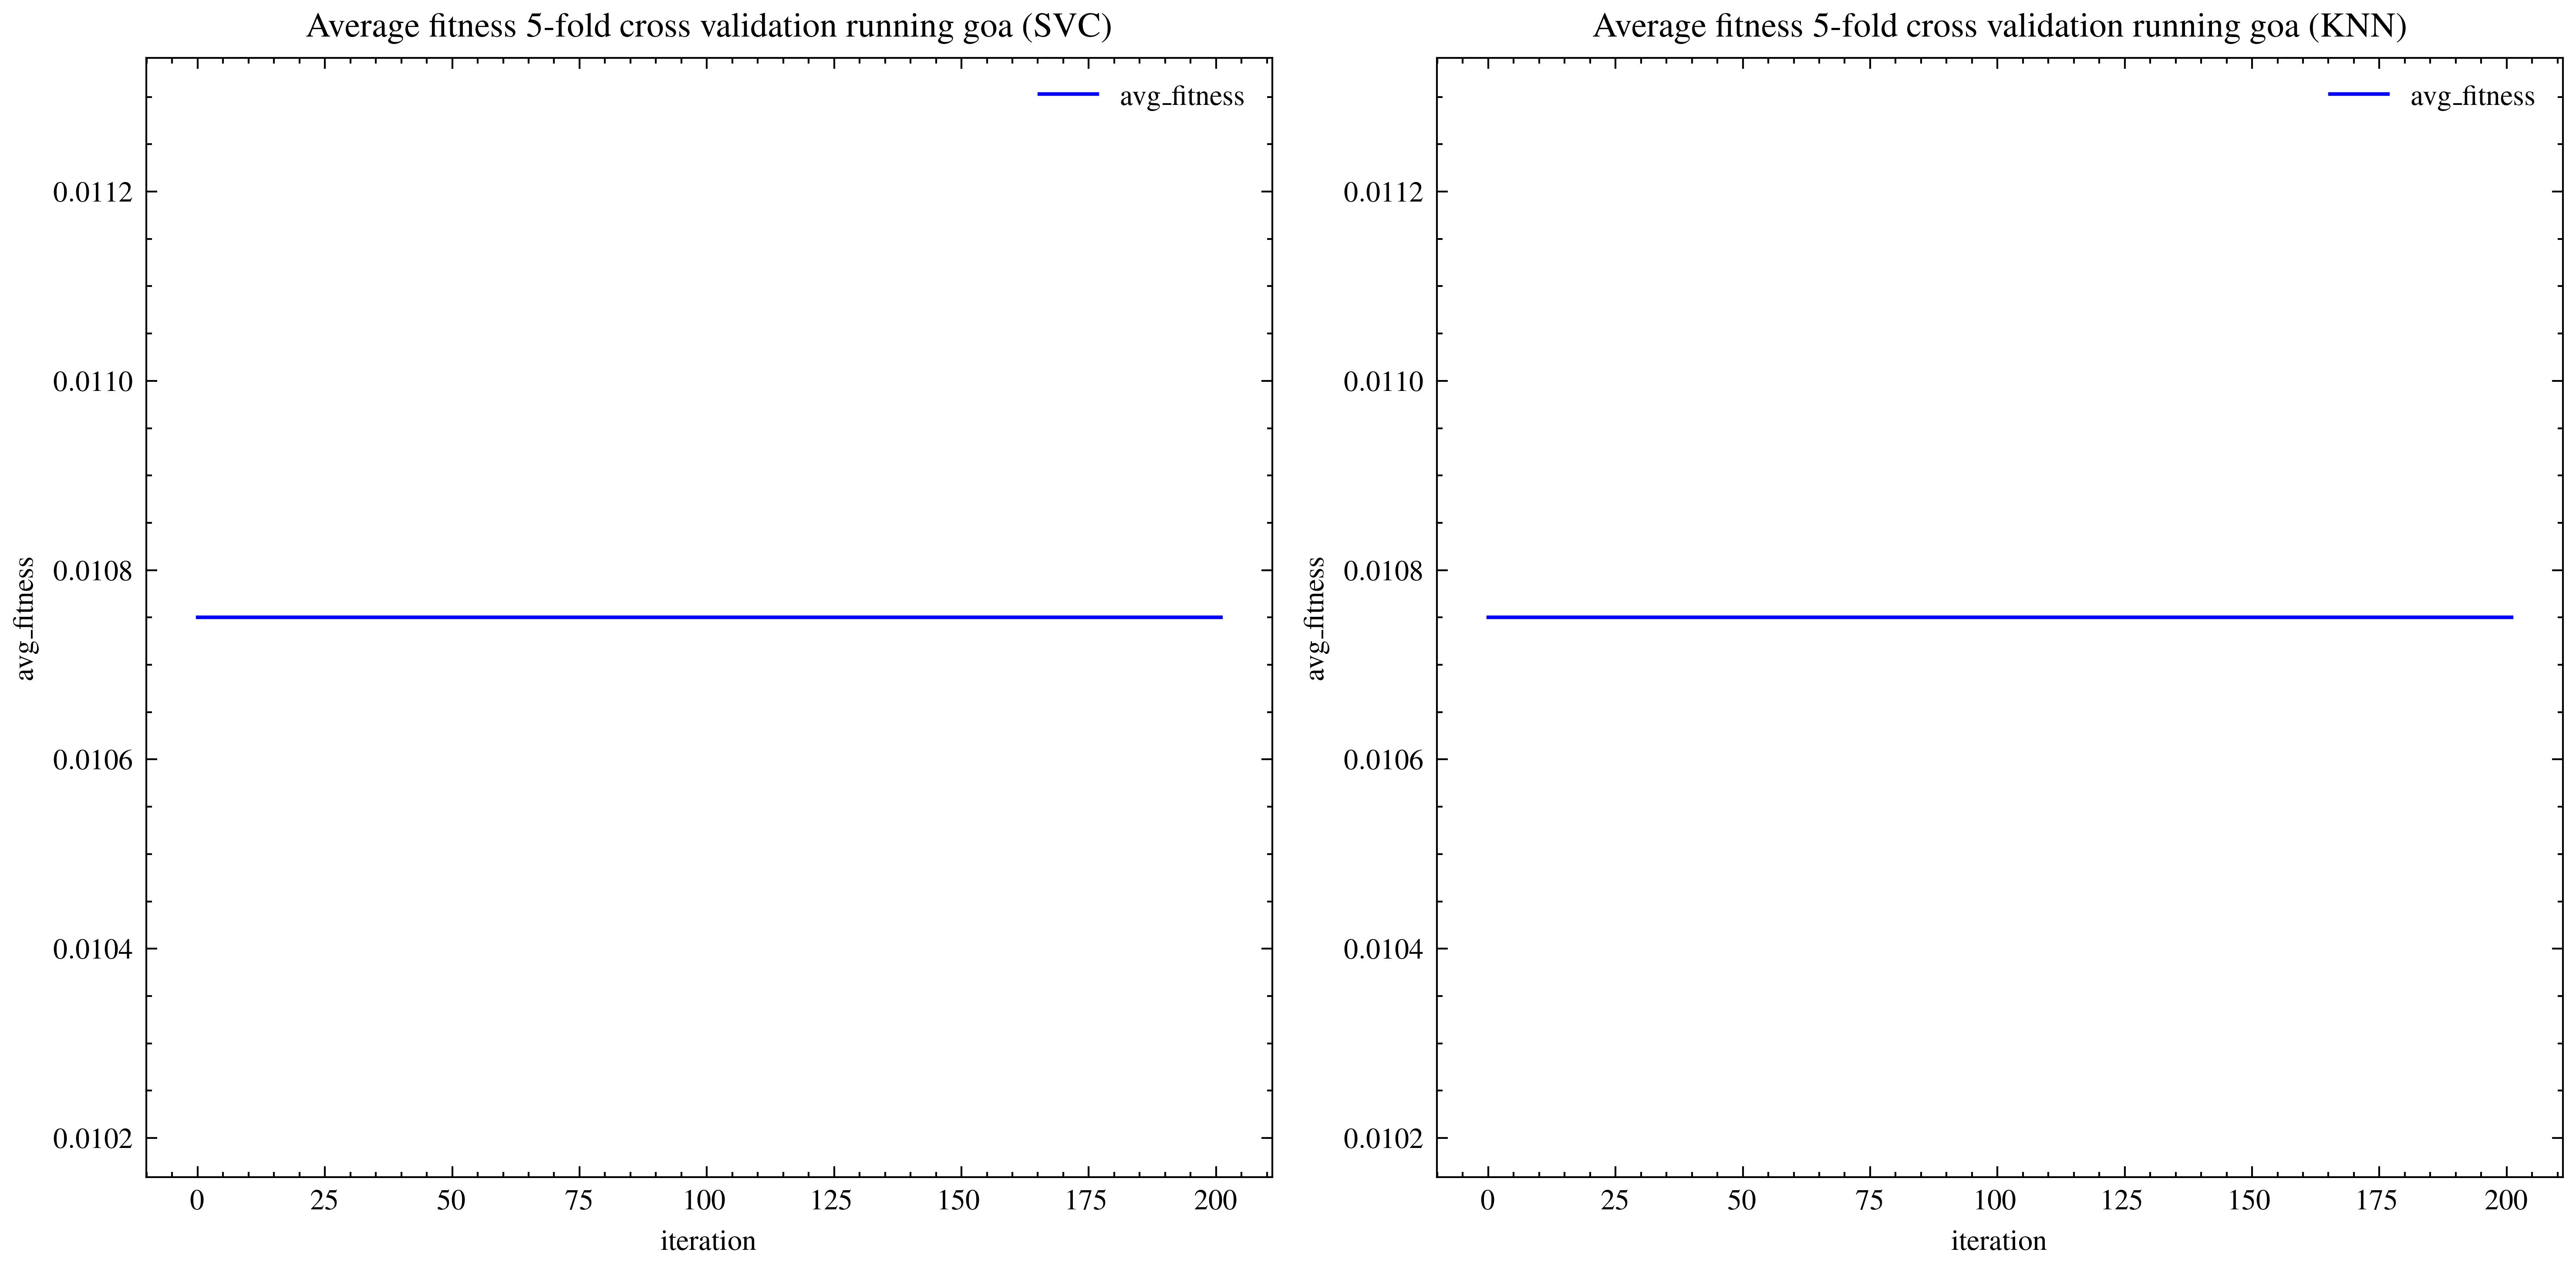 Average fitness 5-fold cross validation running goa (SVC)
avg_fitness
0.0112
0.0110
0.0108
0.0106
0.0104
0.0102
avg_fitness
0 25 50 75 100 125 150 175 200
iteration
Average fitness 5-fold cross validation running goa (KNN)
avg_fitness
0.0112
0.0110
0.0108
0.0106
0.0104
0.0102
avg_fitness
0 25 50 75 100 125 150 175 200
iteration